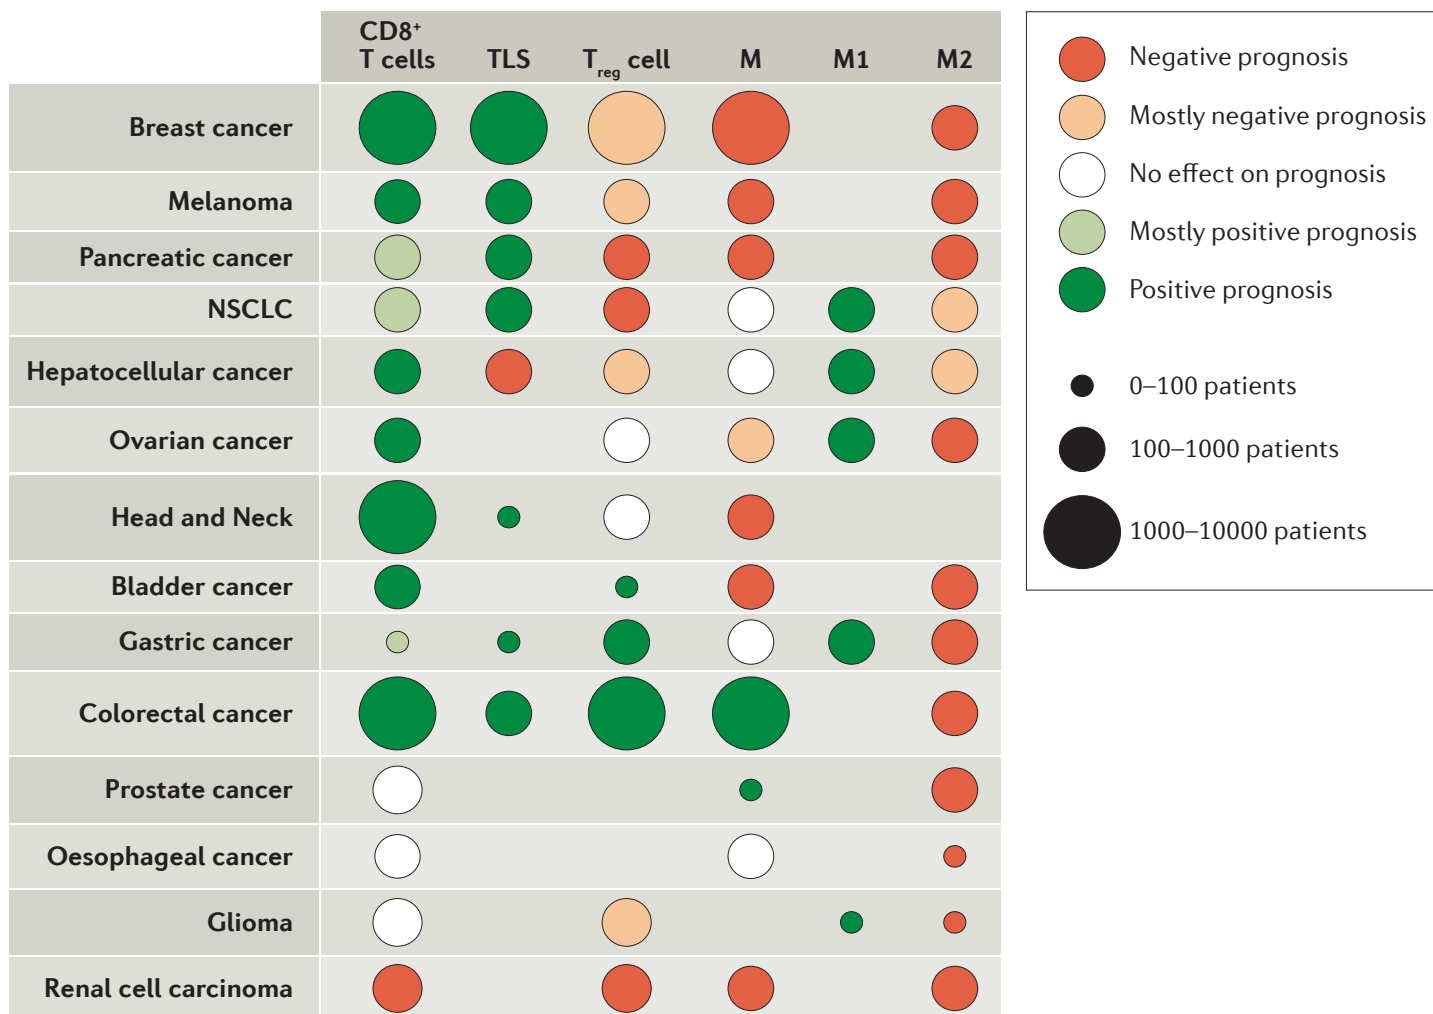 CD8⁺
T cells
TLS
Treg cell
M
M1
M2
Breast cancer
Melanoma
Pancreatic cancer
NSCLC
Hepatocellular cancer
Ovarian cancer
Head and Neck
Bladder cancer
Gastric cancer
Colorectal cancer
Prostate cancer
Oesophageal cancer
Glioma
Renal cell carcinoma
Negative prognosis
Mostly negative prognosis
No effect on prognosis
Mostly positive prognosis
Positive prognosis
0–100 patients
100–1000 patients
1000–10000 patients